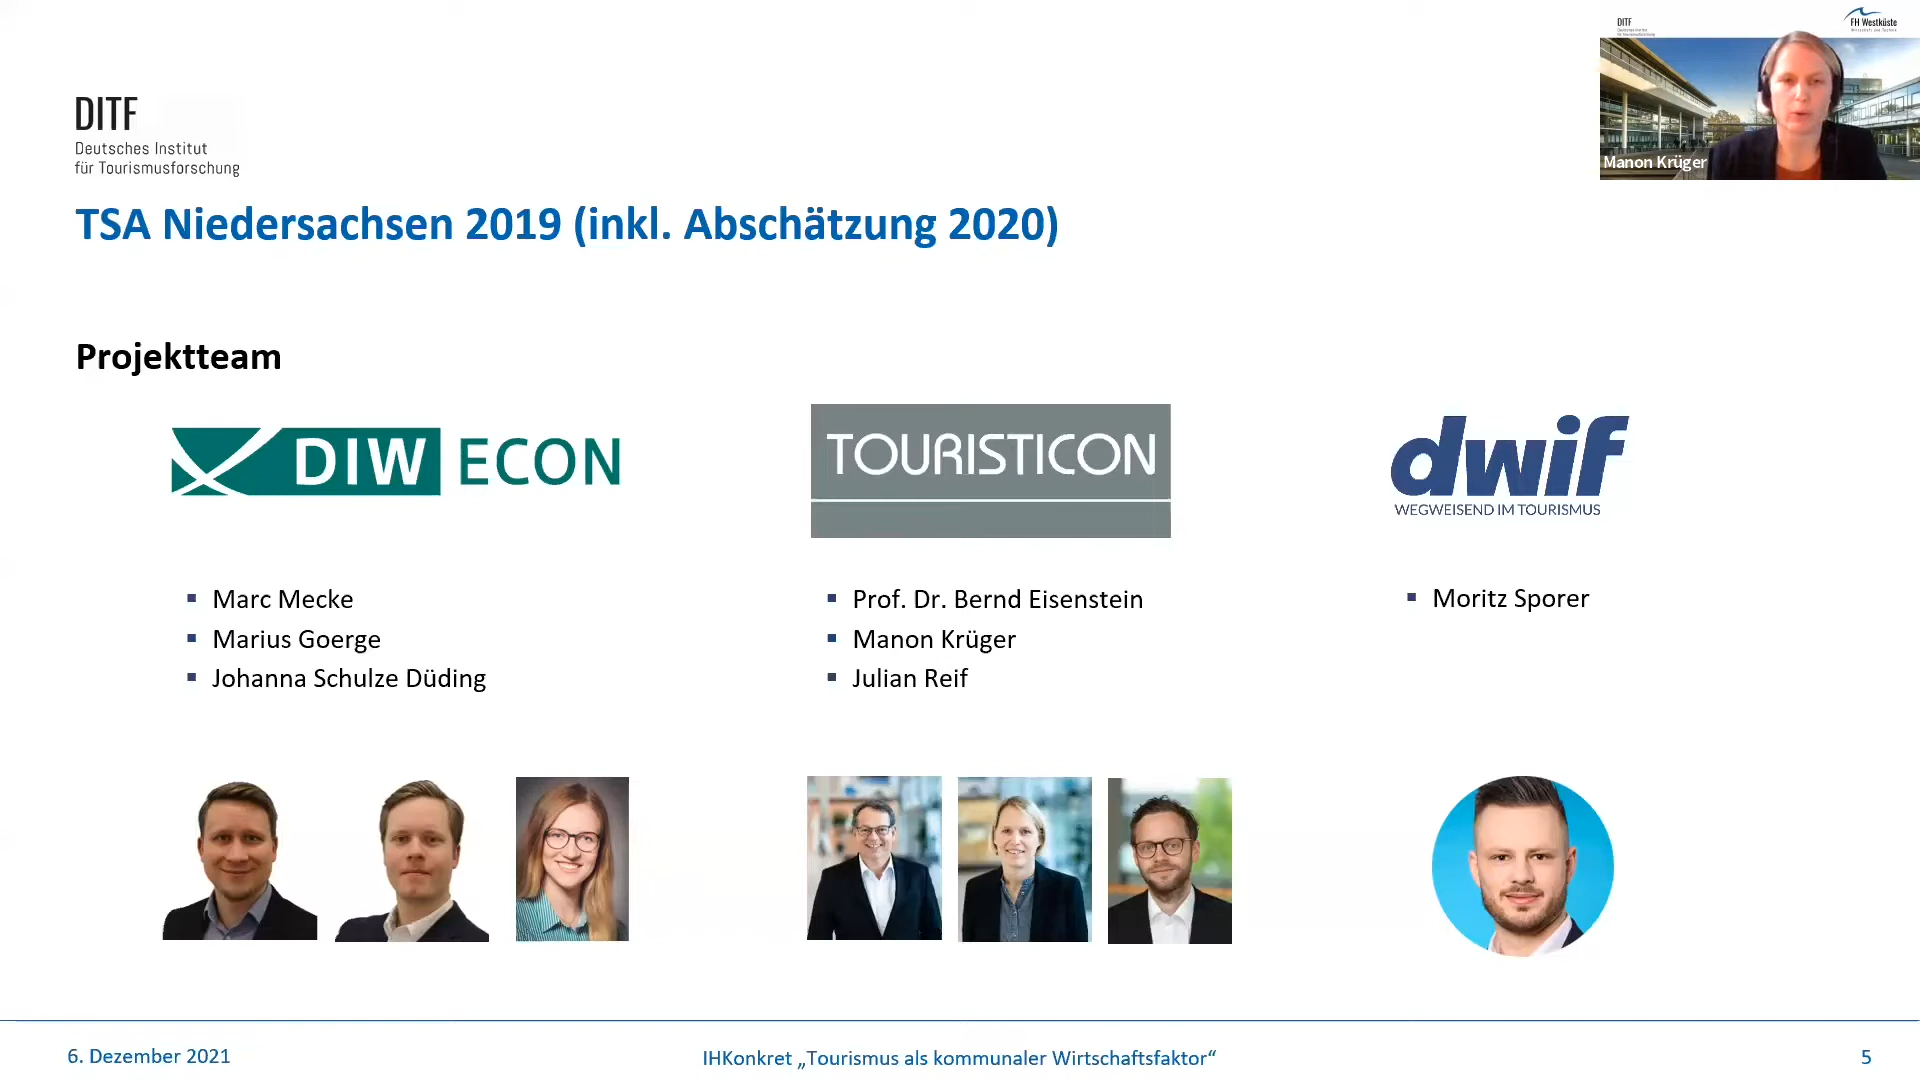 DITF
FH Westküste
DITF
Deutsches Institut
für Tourismusforschung
Manon Krüger
TSA Niedersachsen 2019 (inkl. Abschätzung 2020)
Projektteam
DIW ECON
TOURISTICON
dwif
WEGWEISEND IM TOURISMUS
▪ Marc Mecke
▪ Marius Goerge
▪ Johanna Schulze Düding
▪ Prof. Dr. Bernd Eisenstein
▪ Manon Krüger
▪ Julian Reif
▪ Moritz Sporer
6. Dezember 2021
IHKonkret „Tourismus als kommunaler Wirtschaftsfaktor“
5